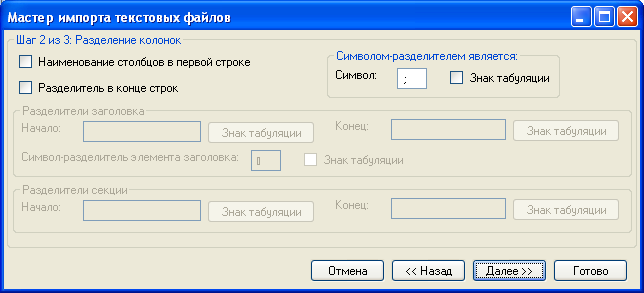 Мастер импорта текстовых файлов
Шаг 2 из 3: Разделение колонок
Наименование столбцов в первой строке
Разделитель в конце строк
Символом-разделителем является:
Символ: ; Знак табуляции
Разделители заголовка
Начало: Знак табуляции Конец: Знак табуляции
Символ-разделитель элемента заголовка: Знак табуляции
Разделители секции
Начало: Знак табуляции Конец: Знак табуляции
Отмена << Назад Далее >> Готово